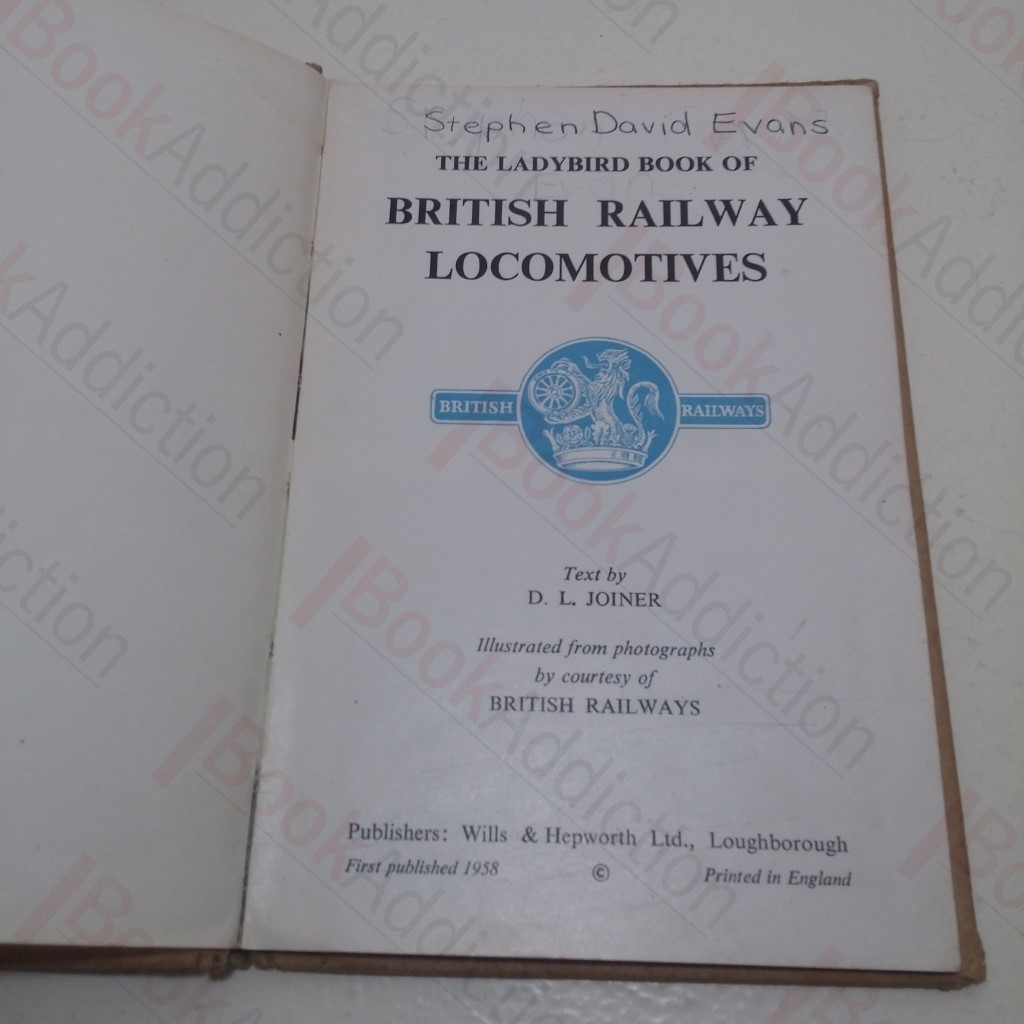 Stephen David Evans
THE LADYBIRD BOOK OF
BRITISH RAILWAY
LOCOMOTIVES
BRITISH RAILWAYS
Text by
D. L. JOINER
Illustrated from photographs
by courtesy of
BRITISH RAILWAYS
Publishers: Wills & Hepworth Ltd., Loughborough
First published 1958 © Printed in England
BookAddiction